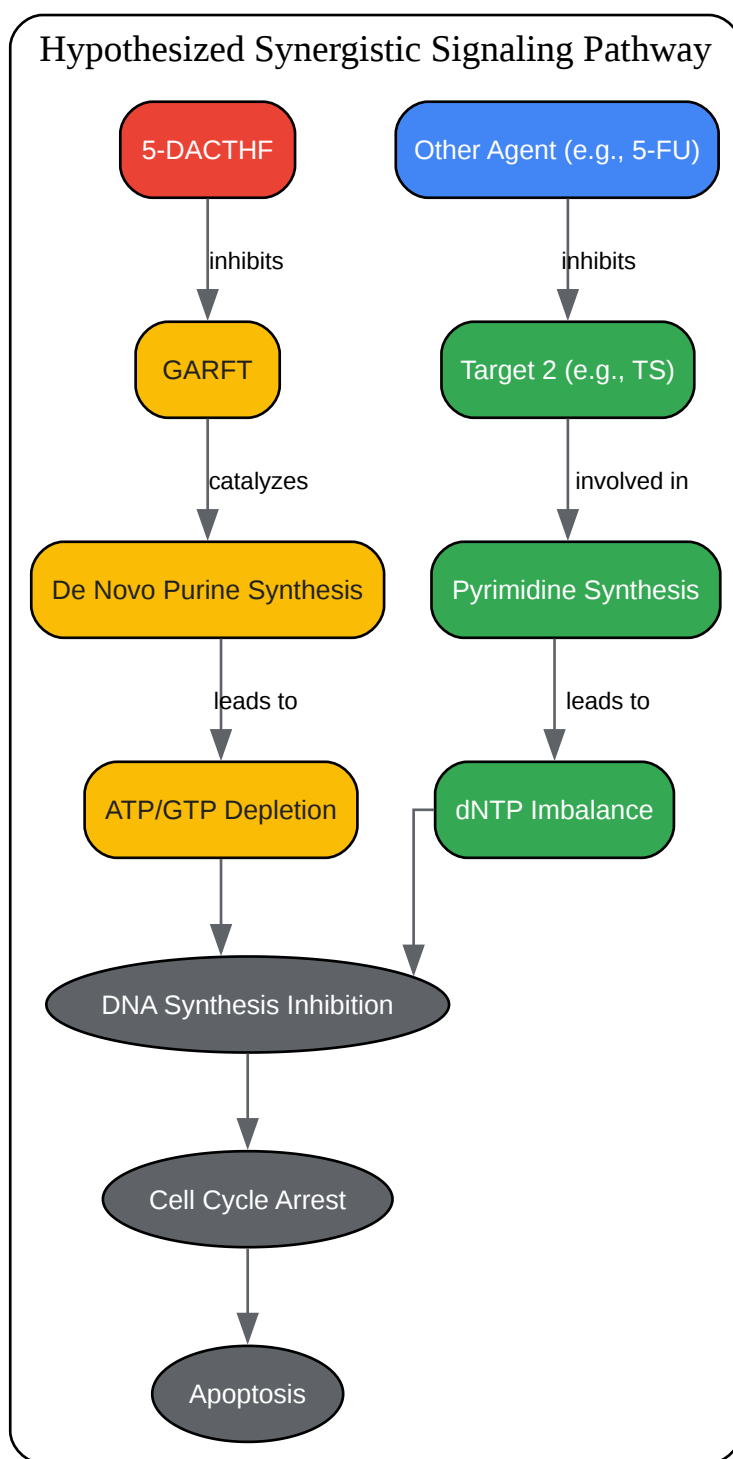 Hypothesized Synergistic Signaling Pathway
5-DACTHF
Other Agent (e.g., 5-FU)
inhibits
inhibits
GARFT
Target 2 (e.g., TS)
catalyzes
involved in
De Novo Purine Synthesis
Pyrimidine Synthesis
leads to
leads to
ATP/GTP Depletion
dNTP Imbalance
DNA Synthesis Inhibition
Cell Cycle Arrest
Apoptosis